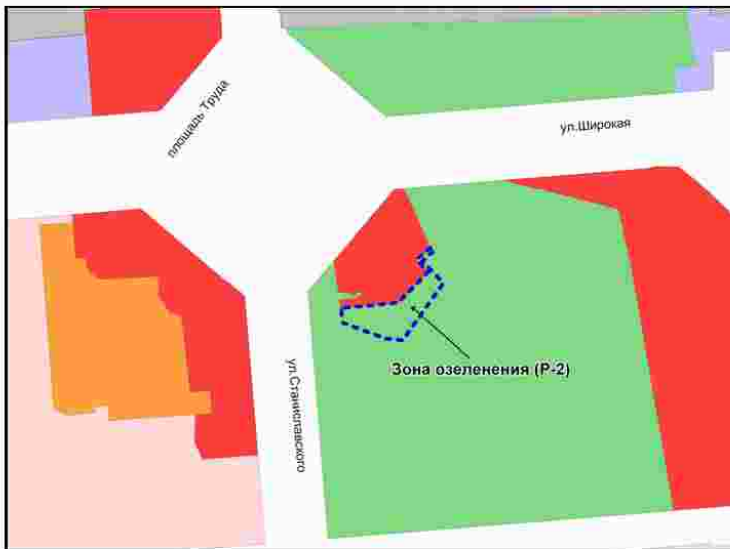 площадь Труда
ул.Широкая
Зона озеленения (Р-2)
ул.Станиславского